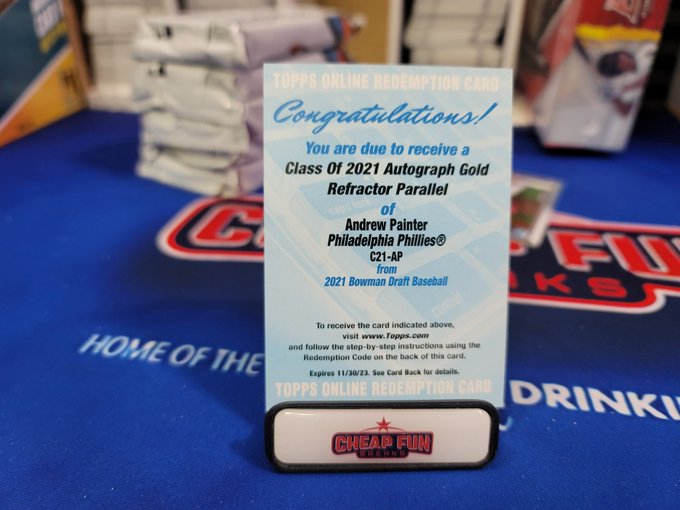 TOPPS ONLINE REDEMPTION CARD
Congratulations!
You are due to receive a
Class Of 2021 Autograph Gold
Refractor Parallel
of
Andrew Painter
Philadelphia Phillies®
C21-AP
from
2021 Bowman Draft Baseball
To receive the card indicated above,
visit www.Topps.com
and follow the step-by-step instructions using the
Redemption Code on the back of this card.
Expires 11/30/23. See Card Back for details.
TOPPS ONLINE REDEMPTION CARD
CHEAP FUN
BREAKS
HOME OF THE
DRINKI